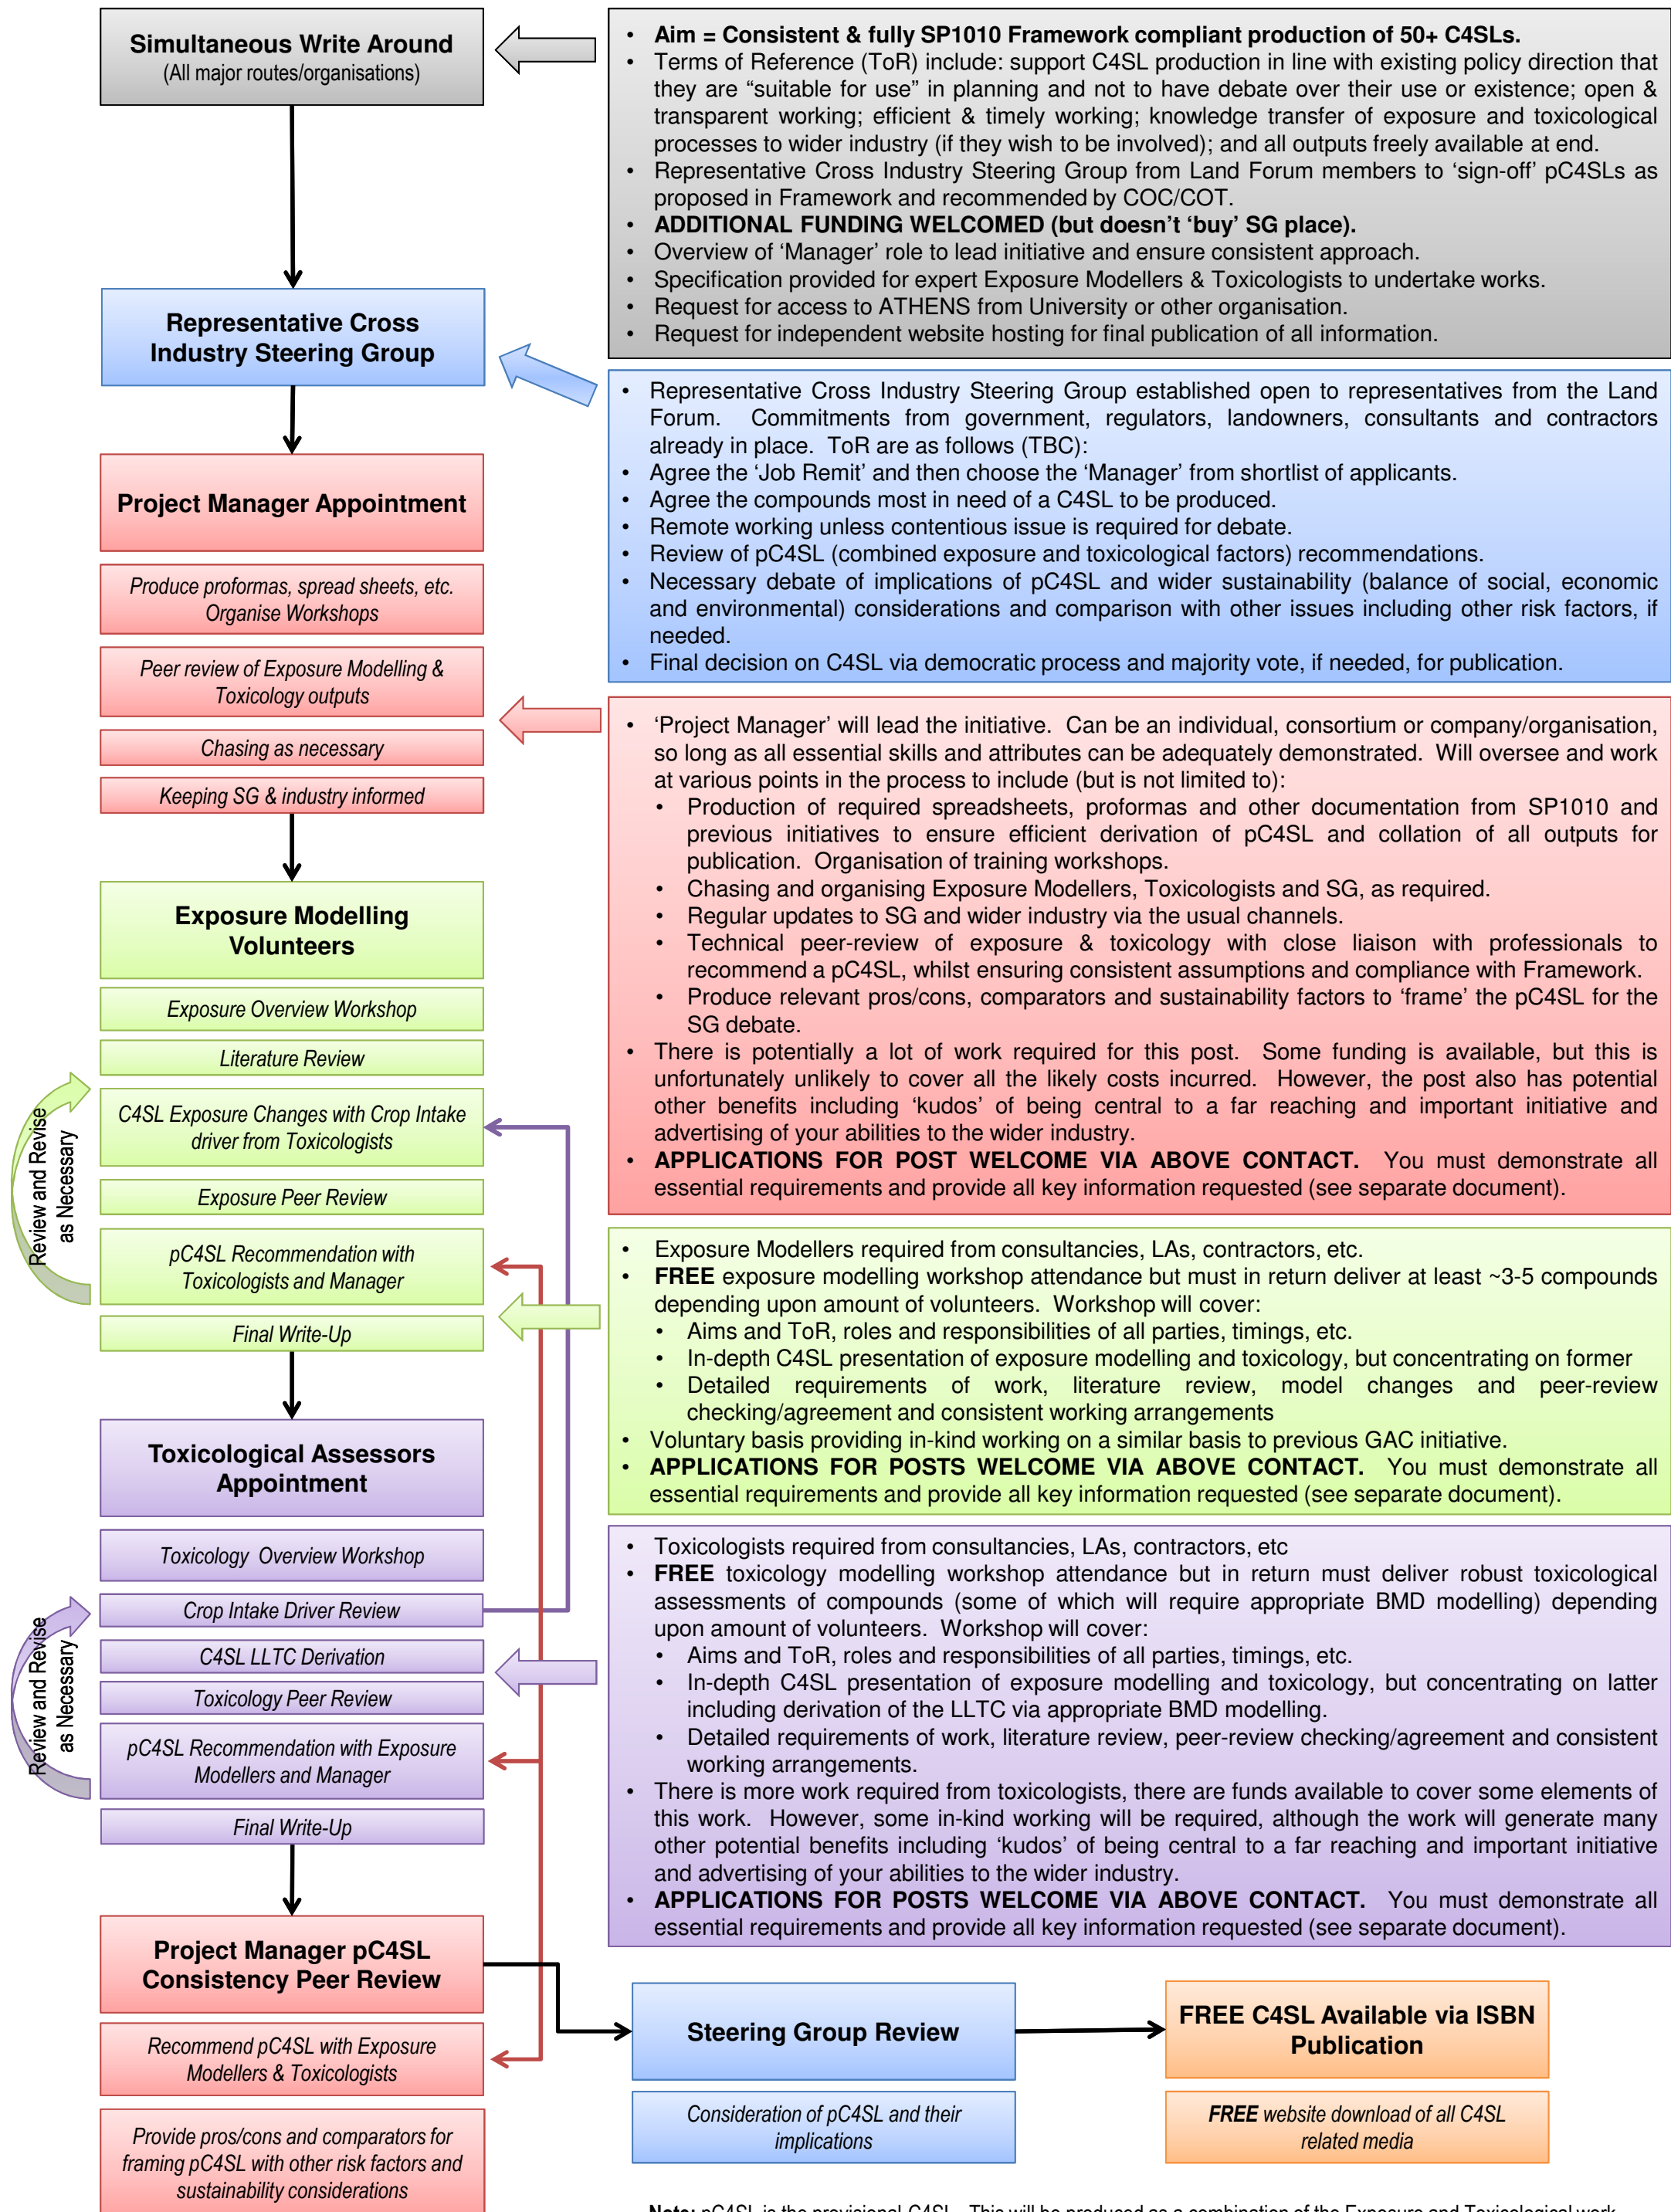 Simultaneous Write Around
(All major routes/organisations)
• Aim = Consistent & fully SP1010 Framework compliant production of 50+ C4SLs.
• Terms of Reference (ToR) include: support C4SL production in line with existing policy direction that
they are “suitable for use” in planning and not to have debate over their use or existence; open &
transparent working; efficient & timely working; knowledge transfer of exposure and toxicological
processes to wider industry (if they wish to be involved); and all outputs freely available at end.
• Representative Cross Industry Steering Group from Land Forum members to ‘sign-off’ pC4SLs as
proposed in Framework and recommended by COC/COT.
• ADDITIONAL FUNDING WELCOMED (but doesn’t ‘buy’ SG place).
• Overview of ‘Manager’ role to lead initiative and ensure consistent approach.
• Specification provided for expert Exposure Modellers & Toxicologists to undertake works.
• Request for access to ATHENS from University or other organisation.
• Request for independent website hosting for final publication of all information.
Representative Cross
Industry Steering Group
• Representative Cross Industry Steering Group established open to representatives from the Land
Forum. Commitments from government, regulators, landowners, consultants and contractors
already in place. ToR are as follows (TBC):
• Agree the ‘Job Remit’ and then choose the ‘Manager’ from shortlist of applicants.
• Agree the compounds most in need of a C4SL to be produced.
• Remote working unless contentious issue is required for debate.
• Review of pC4SL (combined exposure and toxicological factors) recommendations.
• Necessary debate of implications of pC4SL and wider sustainability (balance of social, economic
and environmental) considerations and comparison with other issues including other risk factors, if
needed.
• Final decision on C4SL via democratic process and majority vote, if needed, for publication.
Project Manager Appointment
Produce proformas, spread sheets, etc.
Organise Workshops
Peer review of Exposure Modelling &
Toxicology outputs
Chasing as necessary
Keeping SG & industry informed
• ‘Project Manager’ will lead the initiative. Can be an individual, consortium or company/organisation,
so long as all essential skills and attributes can be adequately demonstrated. Will oversee and work
at various points in the process to include (but is not limited to):
• Production of required spreadsheets, proformas and other documentation from SP1010 and
previous initiatives to ensure efficient derivation of pC4SL and collation of all outputs for
publication. Organisation of training workshops.
• Chasing and organising Exposure Modellers, Toxicologists and SG, as required.
• Regular updates to SG and wider industry via the usual channels.
• Technical peer-review of exposure & toxicology with close liaison with professionals to
recommend a pC4SL, whilst ensuring consistent assumptions and compliance with Framework.
• Produce relevant pros/cons, comparators and sustainability factors to ‘frame’ the pC4SL for the
SG debate.
• There is potentially a lot of work required for this post. Some funding is available, but this is
unfortunately unlikely to cover all the likely costs incurred. However, the post also has potential
other benefits including ‘kudos’ of being central to a far reaching and important initiative and
advertising of your abilities to the wider industry.
• APPLICATIONS FOR POST WELCOME VIA ABOVE CONTACT. You must demonstrate all
essential requirements and provide all key information requested (see separate document).
Exposure Modelling
Volunteers
Exposure Overview Workshop
Literature Review
C4SL Exposure Changes with Crop Intake
driver from Toxicologists
Exposure Peer Review
pC4SL Recommendation with
Toxicologists and Manager
Final Write-Up
Review and Revise
as Necessary
• Exposure Modellers required from consultancies, LAs, contractors, etc.
• FREE exposure modelling workshop attendance but must in return deliver at least ~3-5 compounds
depending upon amount of volunteers. Workshop will cover:
• Aims and ToR, roles and responsibilities of all parties, timings, etc.
• In-depth C4SL presentation of exposure modelling and toxicology, but concentrating on former
• Detailed requirements of work, literature review, model changes and peer-review
checking/agreement and consistent working arrangements
• Voluntary basis providing in-kind working on a similar basis to previous GAC initiative.
• APPLICATIONS FOR POSTS WELCOME VIA ABOVE CONTACT. You must demonstrate all
essential requirements and provide all key information requested (see separate document).
Toxicological Assessors
Appointment
Toxicology Overview Workshop
Crop Intake Driver Review
C4SL LLTC Derivation
Toxicology Peer Review
pC4SL Recommendation with Exposure
Modellers and Manager
Final Write-Up
Review and Revise
as Necessary
• Toxicologists required from consultancies, LAs, contractors, etc
• FREE toxicology modelling workshop attendance but in return must deliver robust toxicological
assessments of compounds (some of which will require appropriate BMD modelling) depending
upon amount of volunteers. Workshop will cover:
• Aims and ToR, roles and responsibilities of all parties, timings, etc.
• In-depth C4SL presentation of exposure modelling and toxicology, but concentrating on latter
including derivation of the LLTC via appropriate BMD modelling.
• Detailed requirements of work, literature review, peer-review checking/agreement and consistent
working arrangements.
• There is more work required from toxicologists, there are funds available to cover some elements of
this work. However, some in-kind working will be required, although the work will generate many
other potential benefits including ‘kudos’ of being central to a far reaching and important initiative
and advertising of your abilities to the wider industry.
• APPLICATIONS FOR POSTS WELCOME VIA ABOVE CONTACT. You must demonstrate all
essential requirements and provide all key information requested (see separate document).
Project Manager pC4SL
Consistency Peer Review
Recommend pC4SL with Exposure
Modellers & Toxicologists
Provide pros/cons and comparators for
framing pC4SL with other risk factors and
sustainability considerations
Steering Group Review
Consideration of pC4SL and their
implications
FREE C4SL Available via ISBN
Publication
FREE website download of all C4SL
related media
Note: pC4SL is the provisional C4SL. This will be produced as a combination of the Exposure and Toxicological work